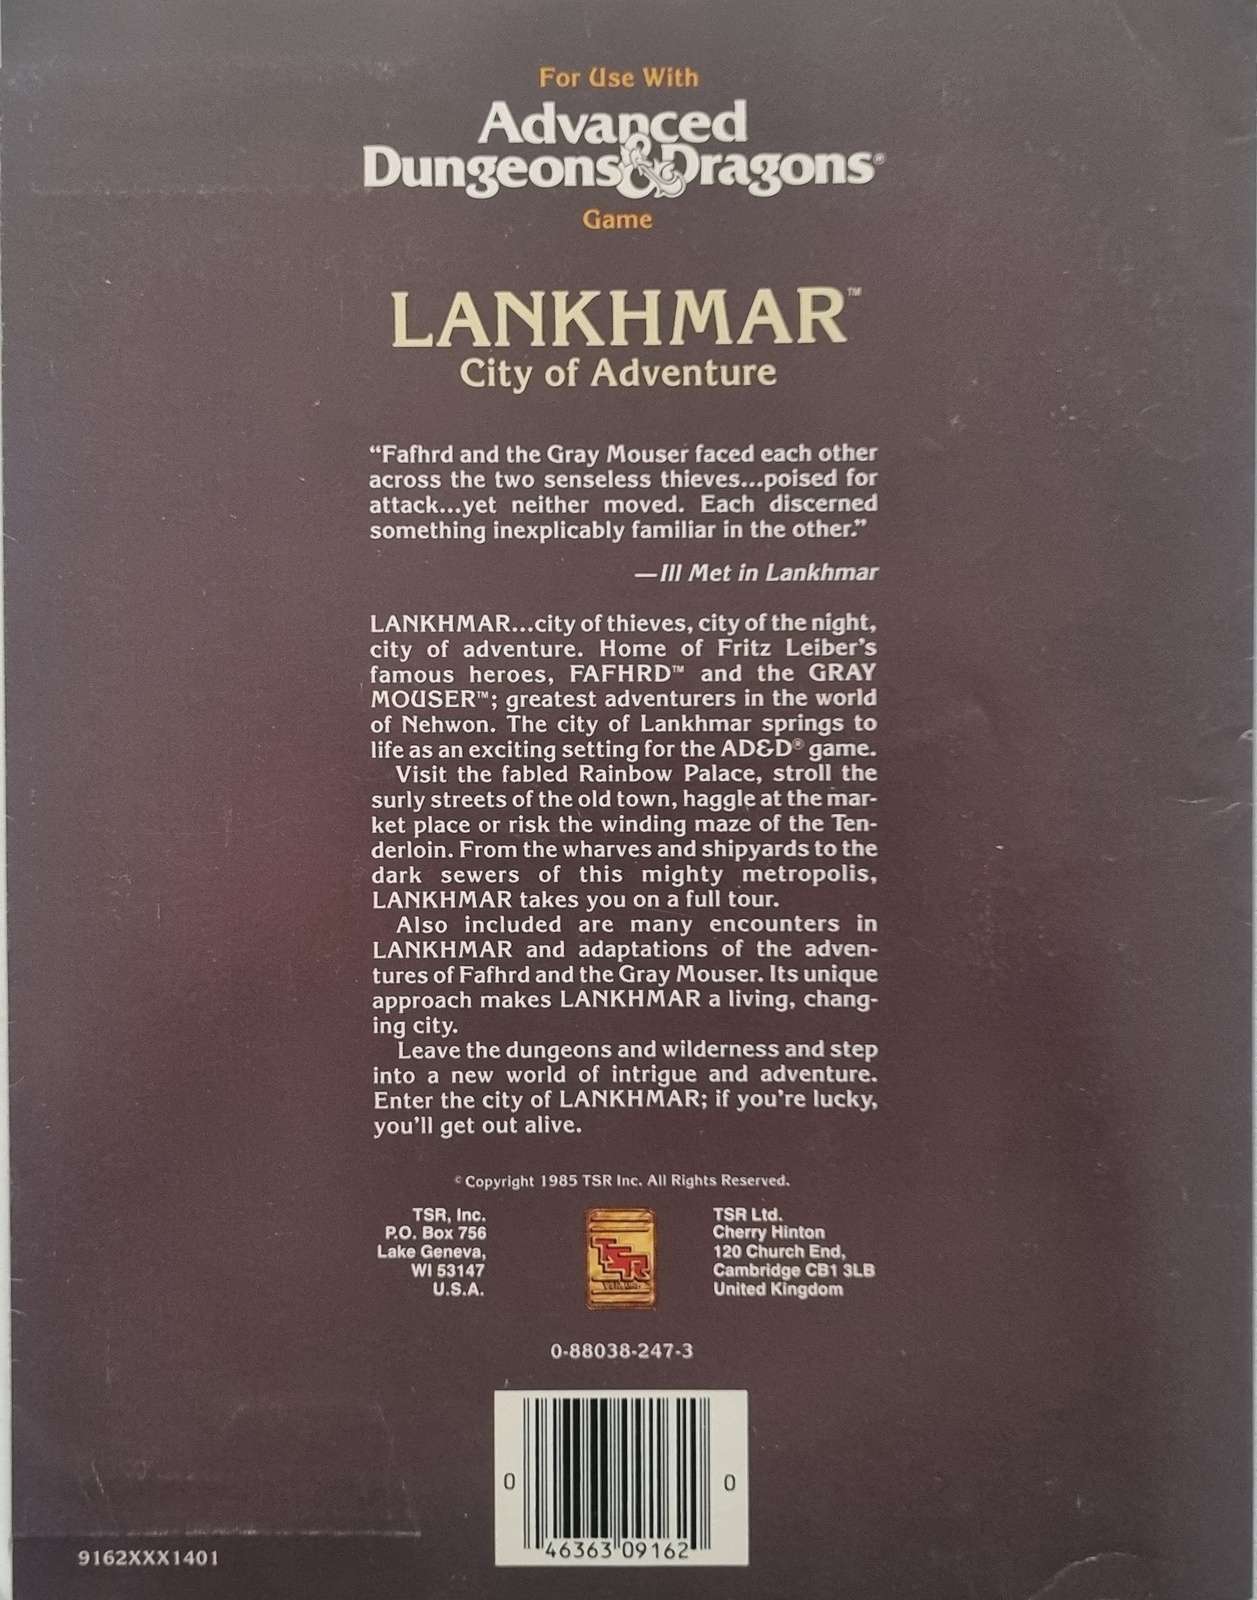 For Use With
Advanced
Dungeons & Dragons®
Game
LANKHMAR™
City of Adventure
“Fafhrd and the Gray Mouser faced each other
across the two senseless thieves...poised for
attack...yet neither moved. Each discerned
something inexplicably familiar in the other.”
—Ill Met in Lankhmar
LANKHMAR...city of thieves, city of the night,
city of adventure. Home of Fritz Leiber's
famous heroes, FAFHRD™ and the GRAY
MOUSER™; greatest adventurers in the world
of Nehwon. The city of Lankhmar springs to
life as an exciting setting for the AD&D® game.
Visit the fabled Rainbow Palace, stroll the
surly streets of the old town, haggle at the mar-
ket place or risk the winding maze of the Ten-
derloin. From the wharves and shipyards to the
dark sewers of this mighty metropolis,
LANKHMAR takes you on a full tour.
Also included are many encounters in
LANKHMAR and adaptations of the adven-
tures of Fafhrd and the Gray Mouser. Its unique
approach makes LANKHMAR a living, chang-
ing city.
Leave the dungeons and wilderness and step
into a new world of intrigue and adventure.
Enter the city of LANKHMAR; if you're lucky,
you'll get out alive.
© Copyright 1985 TSR Inc. All Rights Reserved.
TSR, Inc.
P.O. Box 756
Lake Geneva,
WI 53147
U.S.A.
TSR
TSR Ltd.
Cherry Hinton
120 Church End,
Cambridge CB1 3LB
United Kingdom
0-88038-247-3
0 46363 09162 0
9162XXX1401